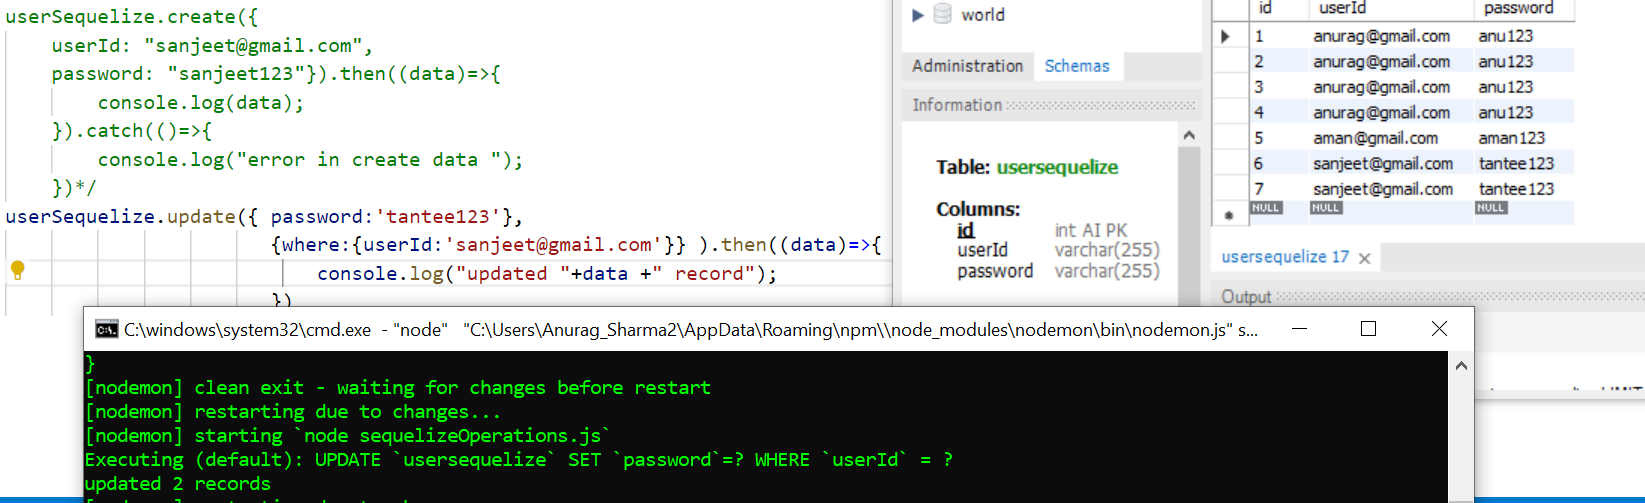 userSequelize.create({
userId: "sanjeet@gmail.com",
password: "sanjeet123"}).then((data)=>{
console.log(data);
}).catch(()=>{
console.log("error in create data ");
})*/
userSequelize.update({ password:'tantee123'},
{where:{userId:'sanjeet@gmail.com'}} ).then((data)=>{
console.log("updated "+data +" record");
})
world
Administration Schemas
Information
Table: usersequelize
Columns:
id int AI PK
userId varchar(255)
password varchar(255)
id userId password
1 anurag@gmail.com anu123
2 anurag@gmail.com anu123
3 anurag@gmail.com anu123
4 anurag@gmail.com anu123
5 aman@gmail.com aman123
6 sanjeet@gmail.com tantee123
7 sanjeet@gmail.com tantee123
NULL NULL NULL
usersequelize 17
Output
C:\windows\system32\cmd.exe - "node" "C:\Users\Anurag_Sharma2\AppData\Roaming\npm\\node_modules\nodemon\bin\nodemon.js" s...
}
[nodemon] clean exit - waiting for changes before restart
[nodemon] restarting due to changes...
[nodemon] starting `node sequelizeOperations.js`
Executing (default): UPDATE `usersequelize` SET `password`=? WHERE `userId` = ?
updated 2 records